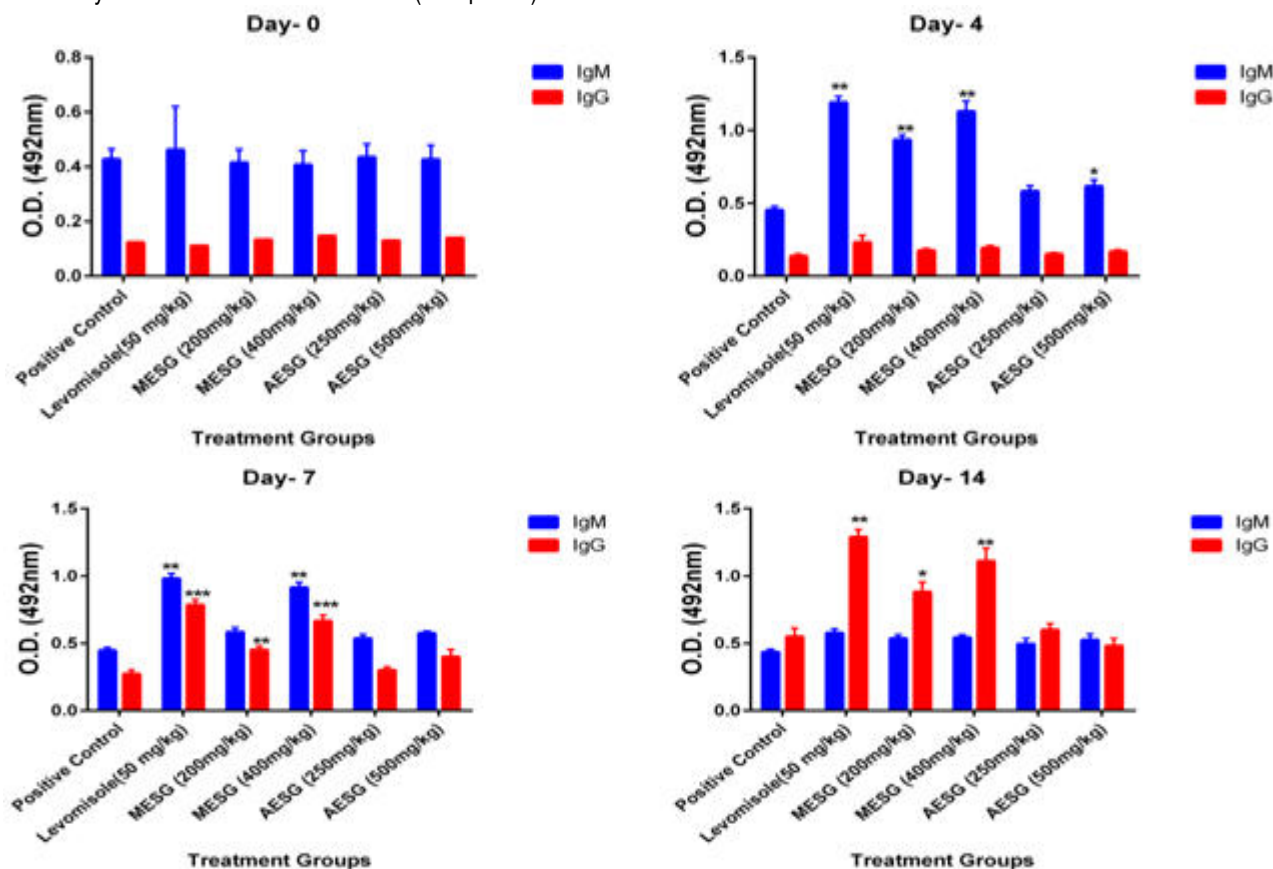 Day- 0
0.8
0.6
0.4
0.2
0.0
O.D. (492nm)
IgM
IgG
Positive Control
Levomisole(50 mg/kg)
MESG (200mg/kg)
MESG (400mg/kg)
AESG (250mg/kg)
AESG (500mg/kg)
Treatment Groups
Day- 4
1.5
1.0
0.5
0.0
O.D. (492nm)
**
**
**
*
IgM
IgG
Positive Control
Levomisole(50 mg/kg)
MESG (200mg/kg)
MESG (400mg/kg)
AESG (250mg/kg)
AESG (500mg/kg)
Treatment Groups
Day- 7
1.5
1.0
0.5
0.0
O.D. (492nm)
**
***
**
**
***
IgM
IgG
Positive Control
Levomisole(50 mg/kg)
MESG (200mg/kg)
MESG (400mg/kg)
AESG (250mg/kg)
AESG (500mg/kg)
Treatment Groups
Day- 14
1.5
1.0
0.5
0.0
O.D. (492nm)
**
*
**
IgM
IgG
Positive Control
Levomisole(50 mg/kg)
MESG (200mg/kg)
MESG (400mg/kg)
AESG (250mg/kg)
AESG (500mg/kg)
Treatment Groups